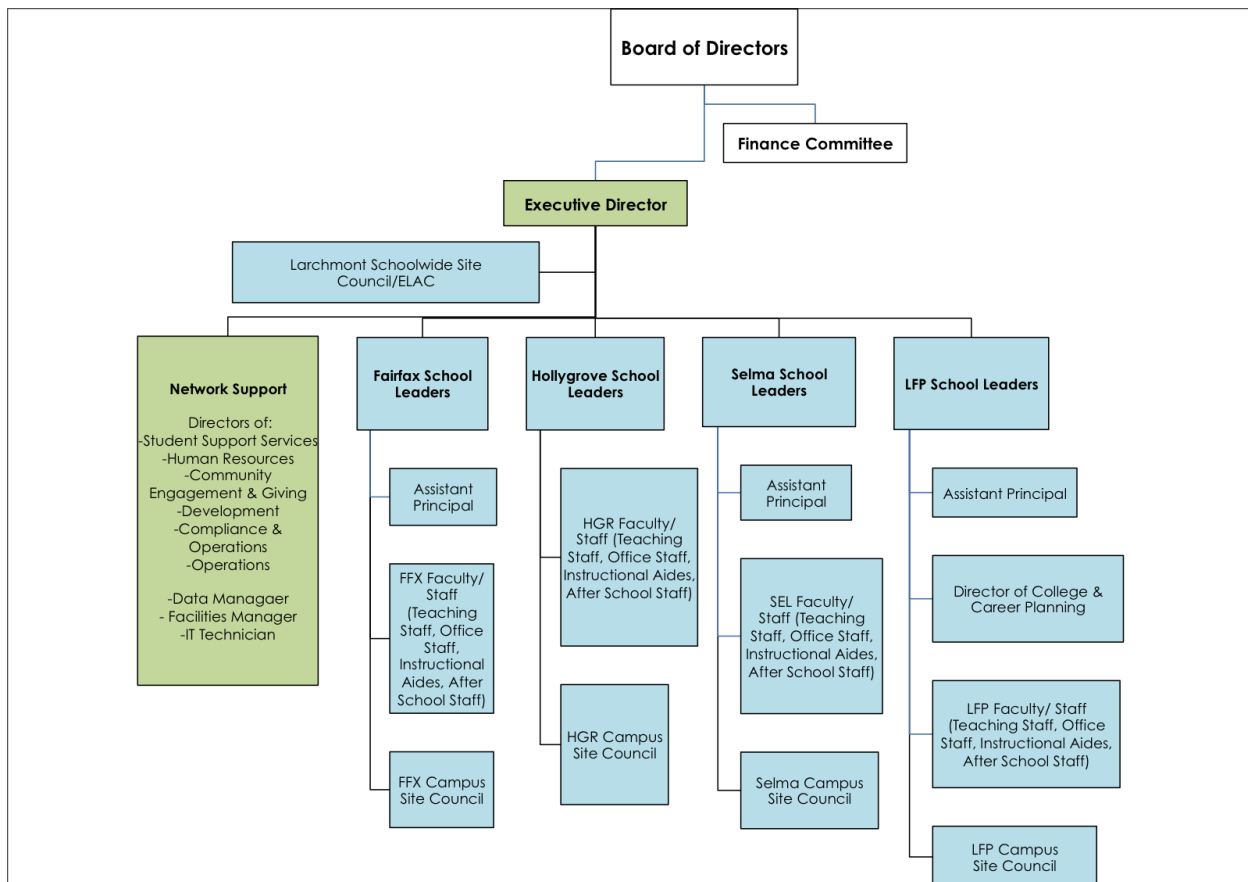 Board of Directors
Finance Committee
Executive Director
Larchmont Schoolwide Site
Council/ELAC
Network Support
Directors of:
-Student Support Services
-Human Resources
-Community
Engagement & Giving
-Development
-Compliance &
Operations
-Operations
-Data Managaer
- Facilities Manager
-IT Technician
Fairfax School
Leaders
Assistant
Principal
FFX Faculty/
Staff
(Teaching
Staff, Office
Staff,
Instructional
Aides, After
School Staff)
FFX Campus
Site Council
Hollygrove School
Leaders
HGR Faculty/
Staff (Teaching
Staff, Office Staff,
Instructional Aides,
After School Staff)
HGR Campus
Site Council
Selma School
Leaders
Assistant
Principal
SEL Faculty/
Staff (Teaching
Staff, Office Staff,
Instructional Aides,
After School Staff)
Selma Campus
Site Council
LFP School Leaders
Assistant Principal
Director of College &
Career Planning
LFP Faculty/ Staff
(Teaching Staff, Office
Staff, Instructional Aides,
After School Staff)
LFP Campus
Site Council